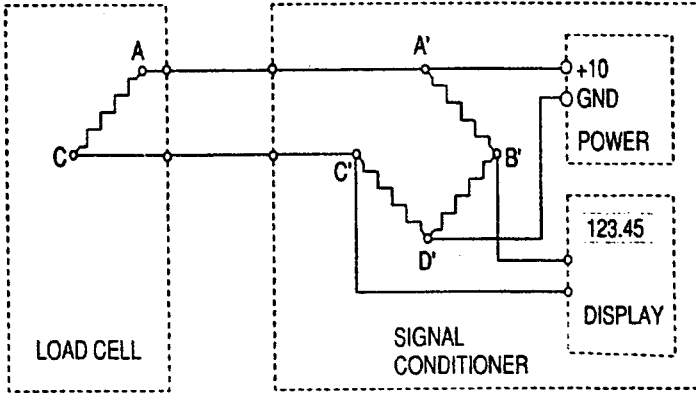 A
A'
+10
GND
POWER
C
C'
B'
D'
123.45
DISPLAY
LOAD CELL
SIGNAL
CONDITIONER